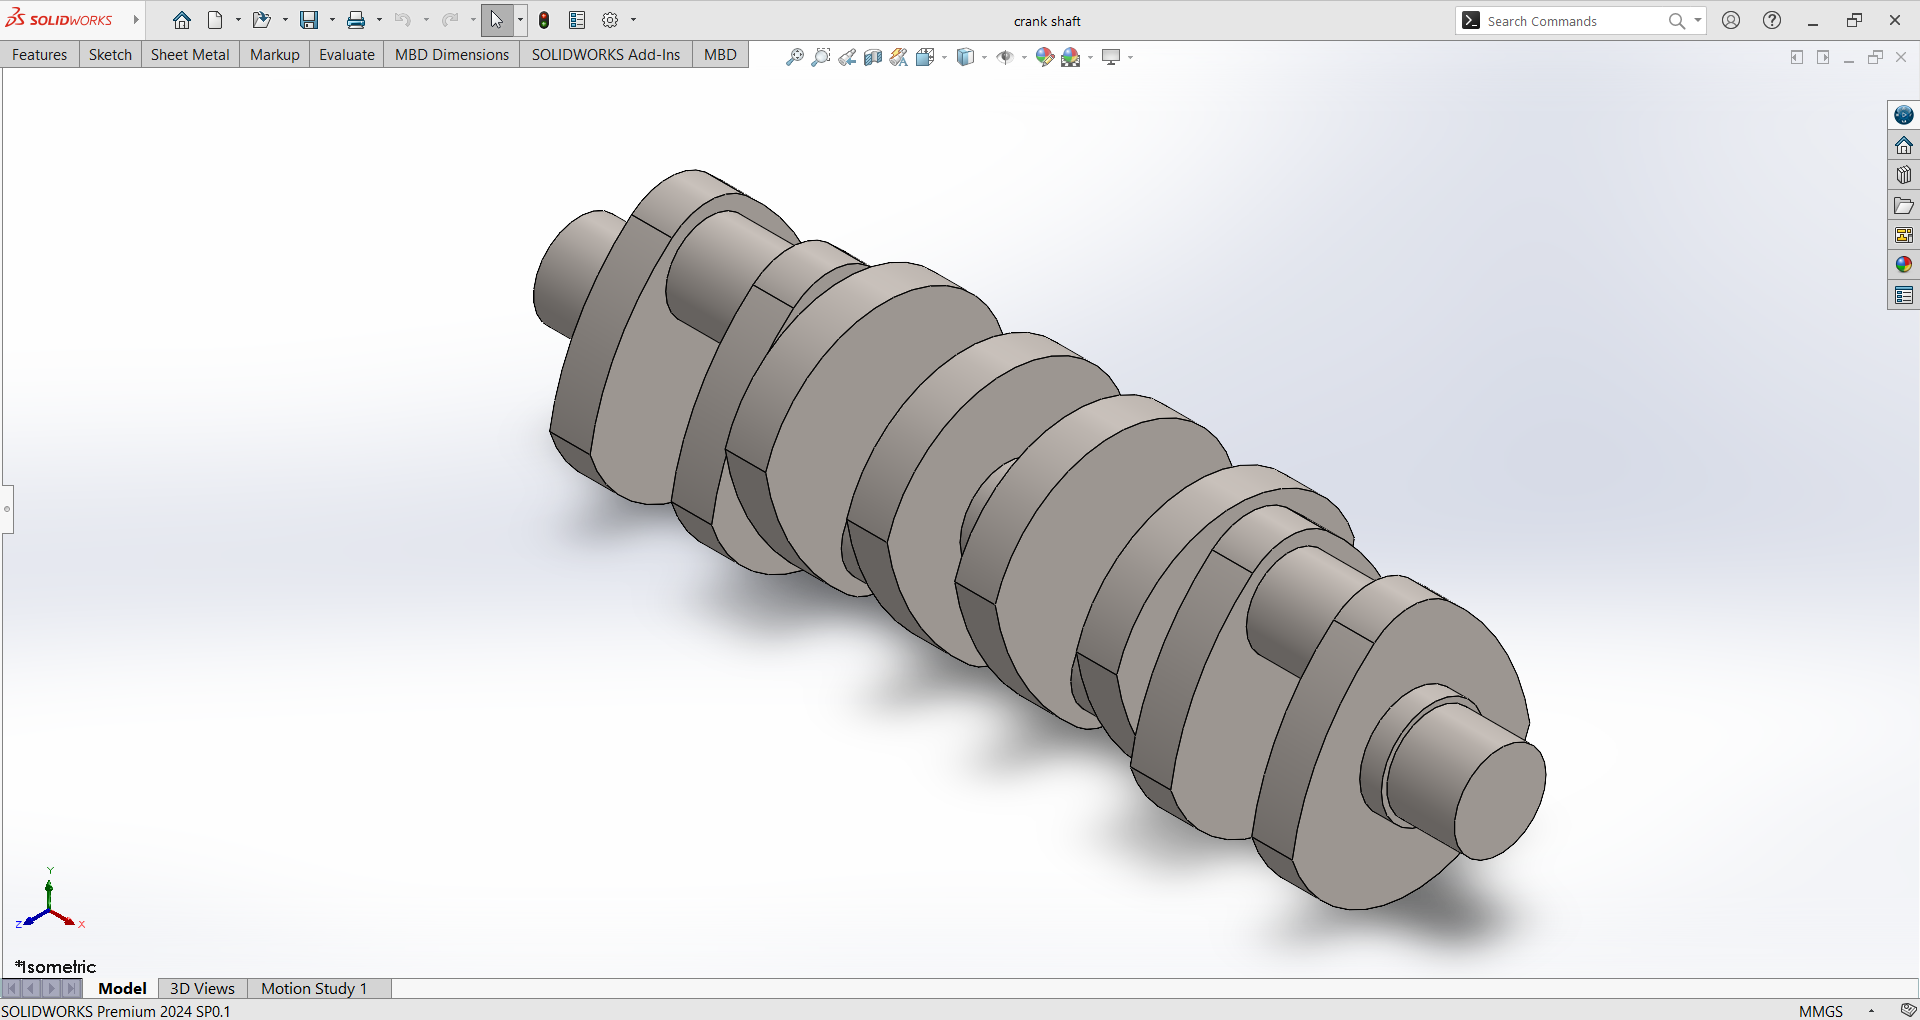 SOLIDWORKS
crank shaft
Search Commands
Features
Sketch
Sheet Metal
Markup
Evaluate
MBD Dimensions
SOLIDWORKS Add-Ins
MBD
Y
Z
X
*Isometric
Model
3D Views
Motion Study 1
SOLIDWORKS Premium 2024 SP0.1
MMGS